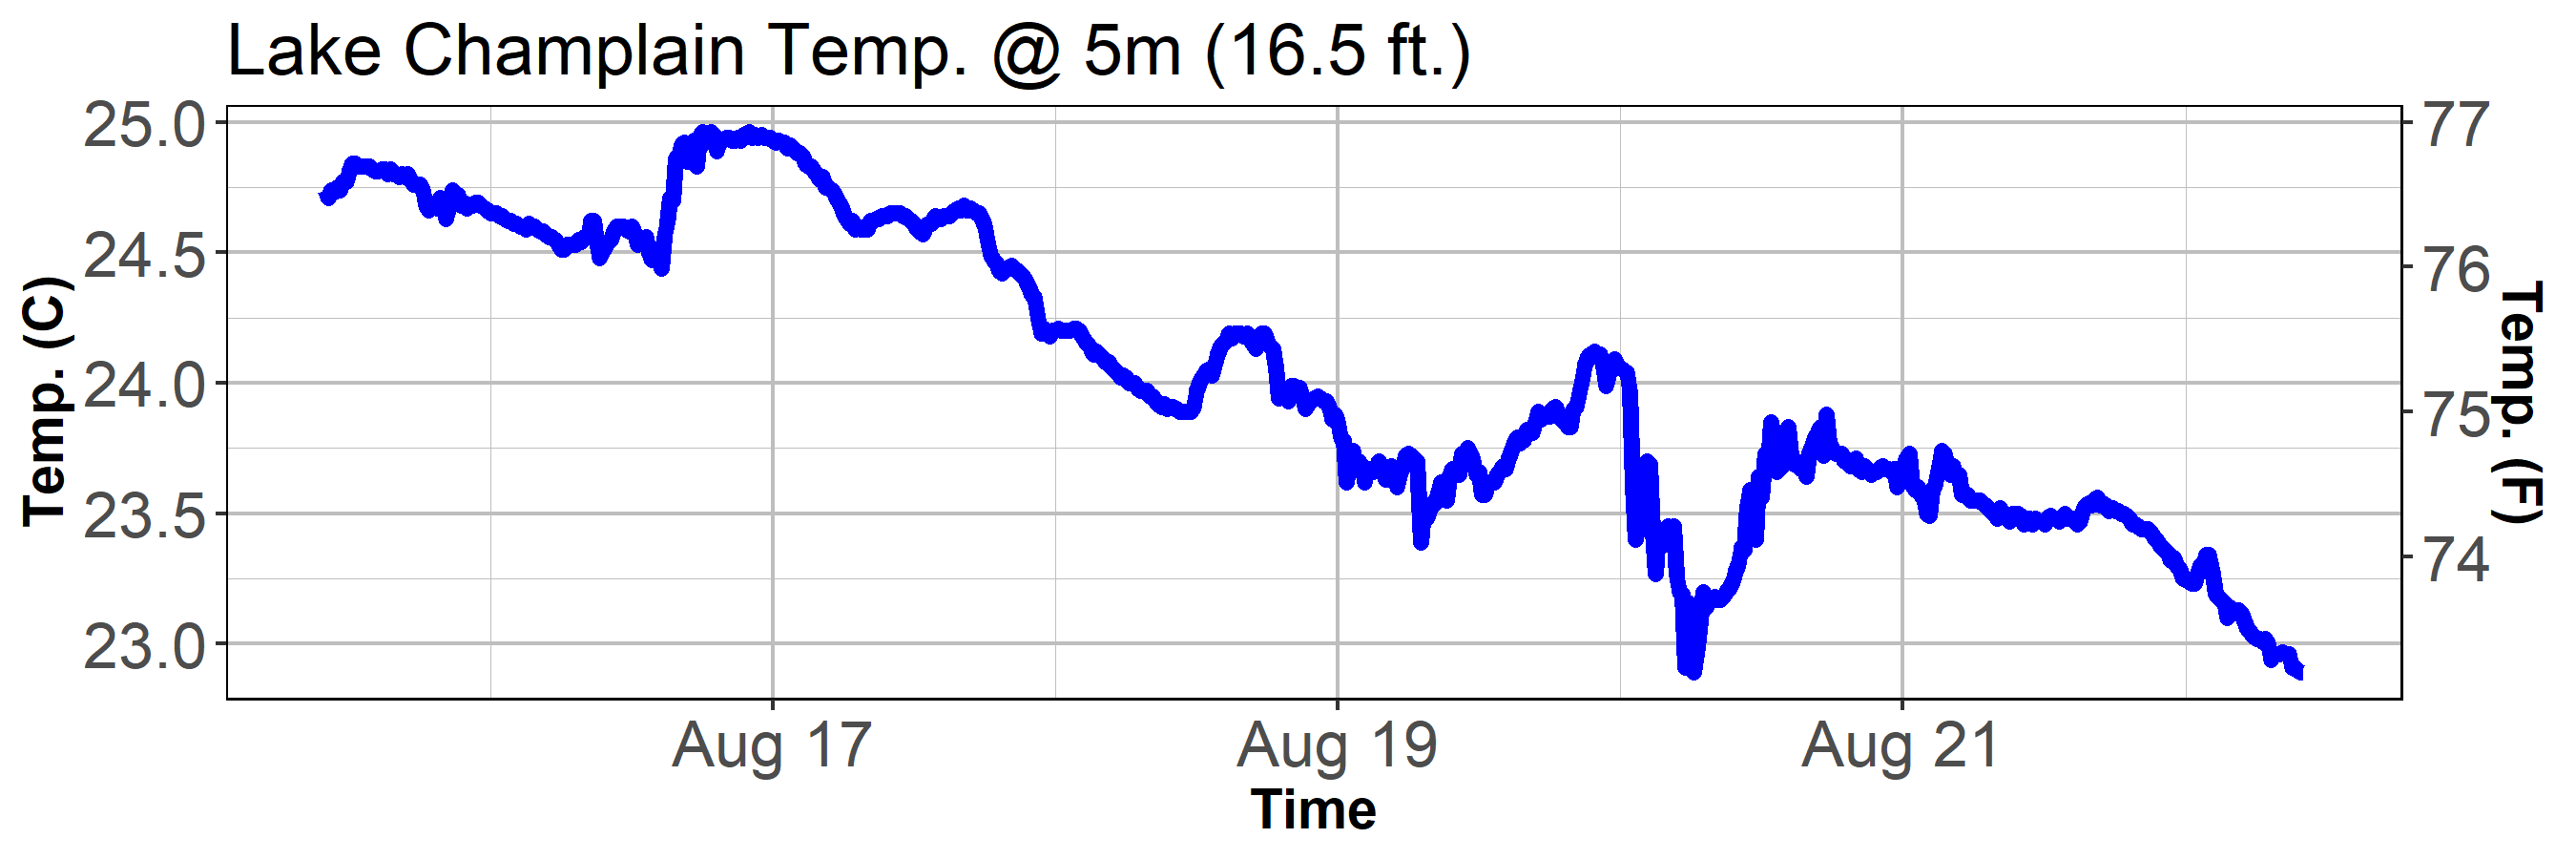 Lake Champlain Temp. @ 5m (16.5 ft.)
25.0
24.5
24.0
23.5
23.0
Temp. (C)
77
76
75
74
Temp. (F)
Aug 17
Aug 19
Aug 21
Time